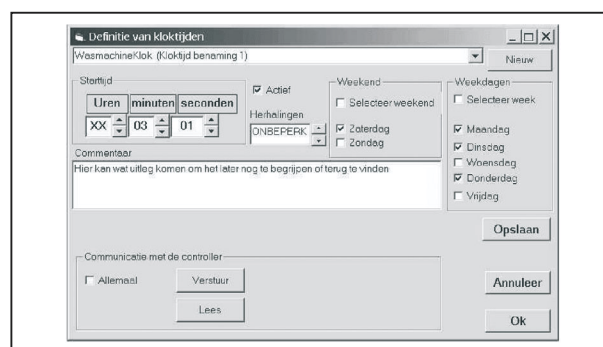 Definitie van kloktijden
WasmachineKlok (Kloktijd benaming 1)
Nieuw
Starttijd
Uren minuten seconden
XX 03 01
Actief
Herhalingen
ONBEPERK
Weekend
Selecteer weekend
Zaterdag
Zondag
Weekdagen
Selecteer week
Maandag
Dinsdag
Woensdag
Donderdag
Vrijdag
Commentaar
Hier kan wat uitleg komen om het later nog te begrijpen of terug te vinden
Opslaan
Communicatie met de controller
Allemaal
Verstuur
Lees
Annuleer
Ok